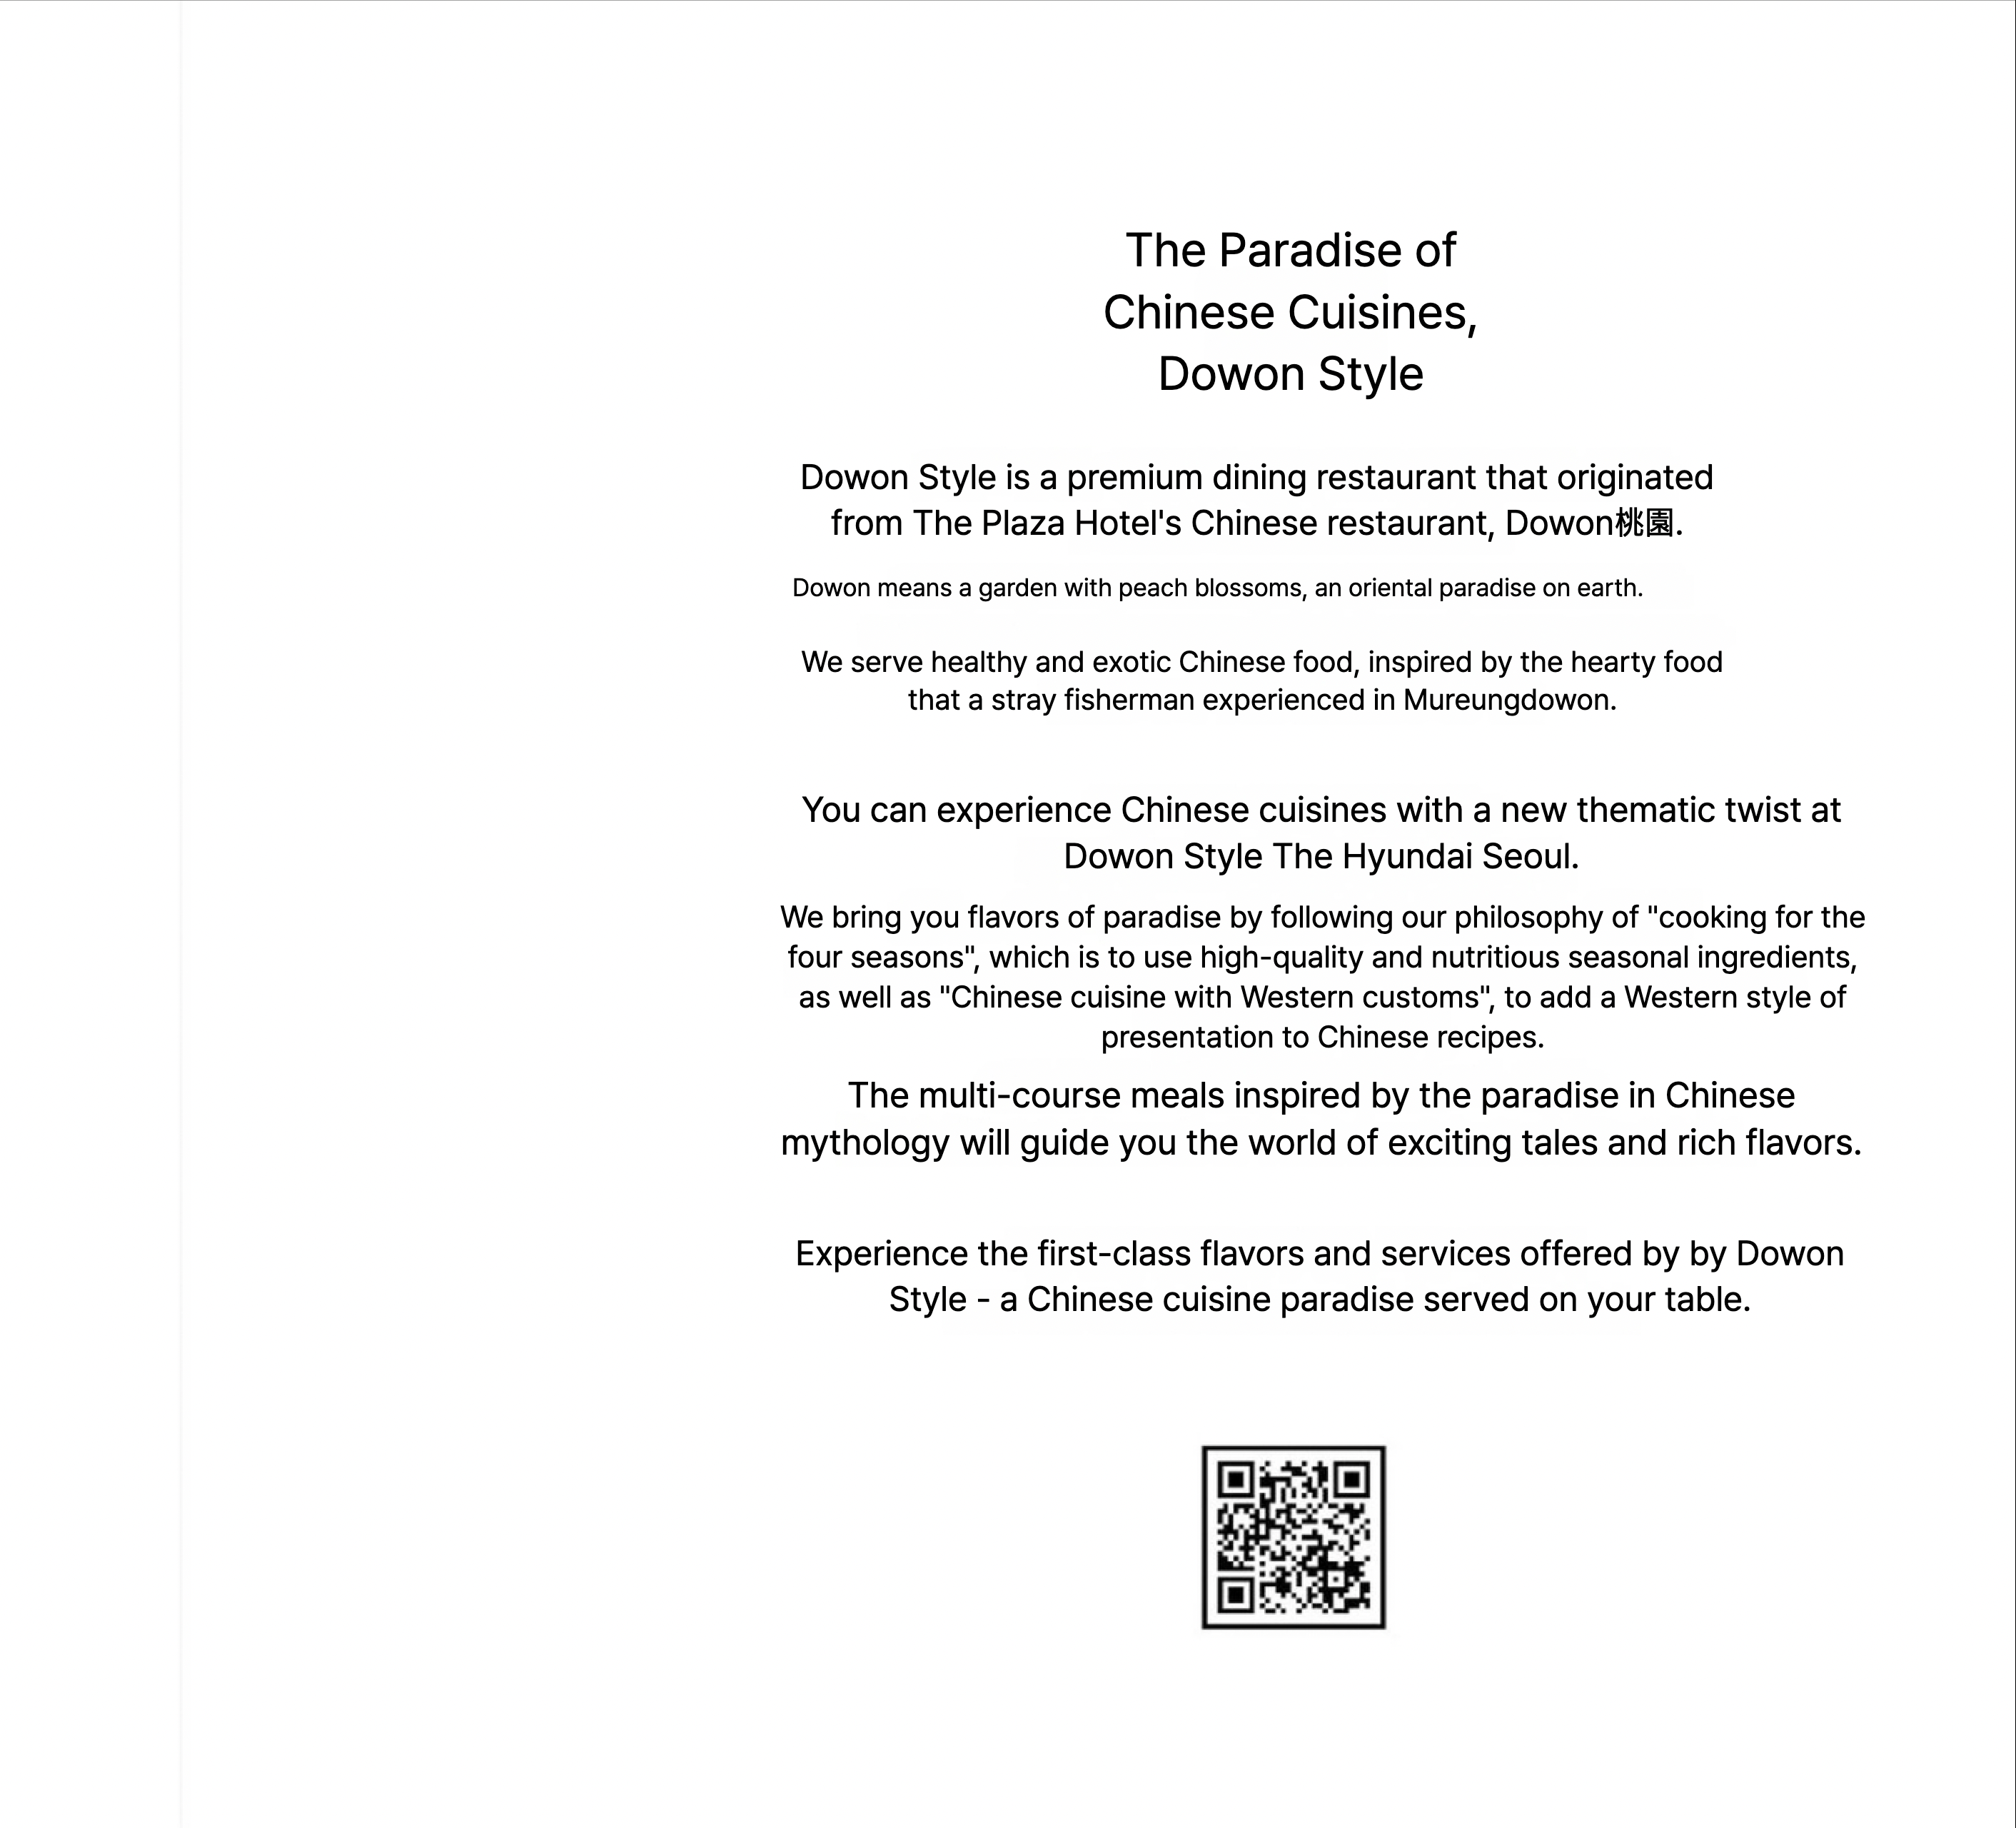 The Paradise of
Chinese Cuisines,
Dowon Style
Dowon Style is a premium dining restaurant that originated
from The Plaza Hotel's Chinese restaurant, Dowon桃園.
Dowon means a garden with peach blossoms, an oriental paradise on earth.
We serve healthy and exotic Chinese food, inspired by the hearty food
that a stray fisherman experienced in Mureungdowon.
You can experience Chinese cuisines with a new thematic twist at
Dowon Style The Hyundai Seoul.
We bring you flavors of paradise by following our philosophy of "cooking for the
four seasons", which is to use high-quality and nutritious seasonal ingredients,
as well as "Chinese cuisine with Western customs", to add a Western style of
presentation to Chinese recipes.
The multi-course meals inspired by the paradise in Chinese
mythology will guide you the world of exciting tales and rich flavors.
Experience the first-class flavors and services offered by by Dowon
Style - a Chinese cuisine paradise served on your table.